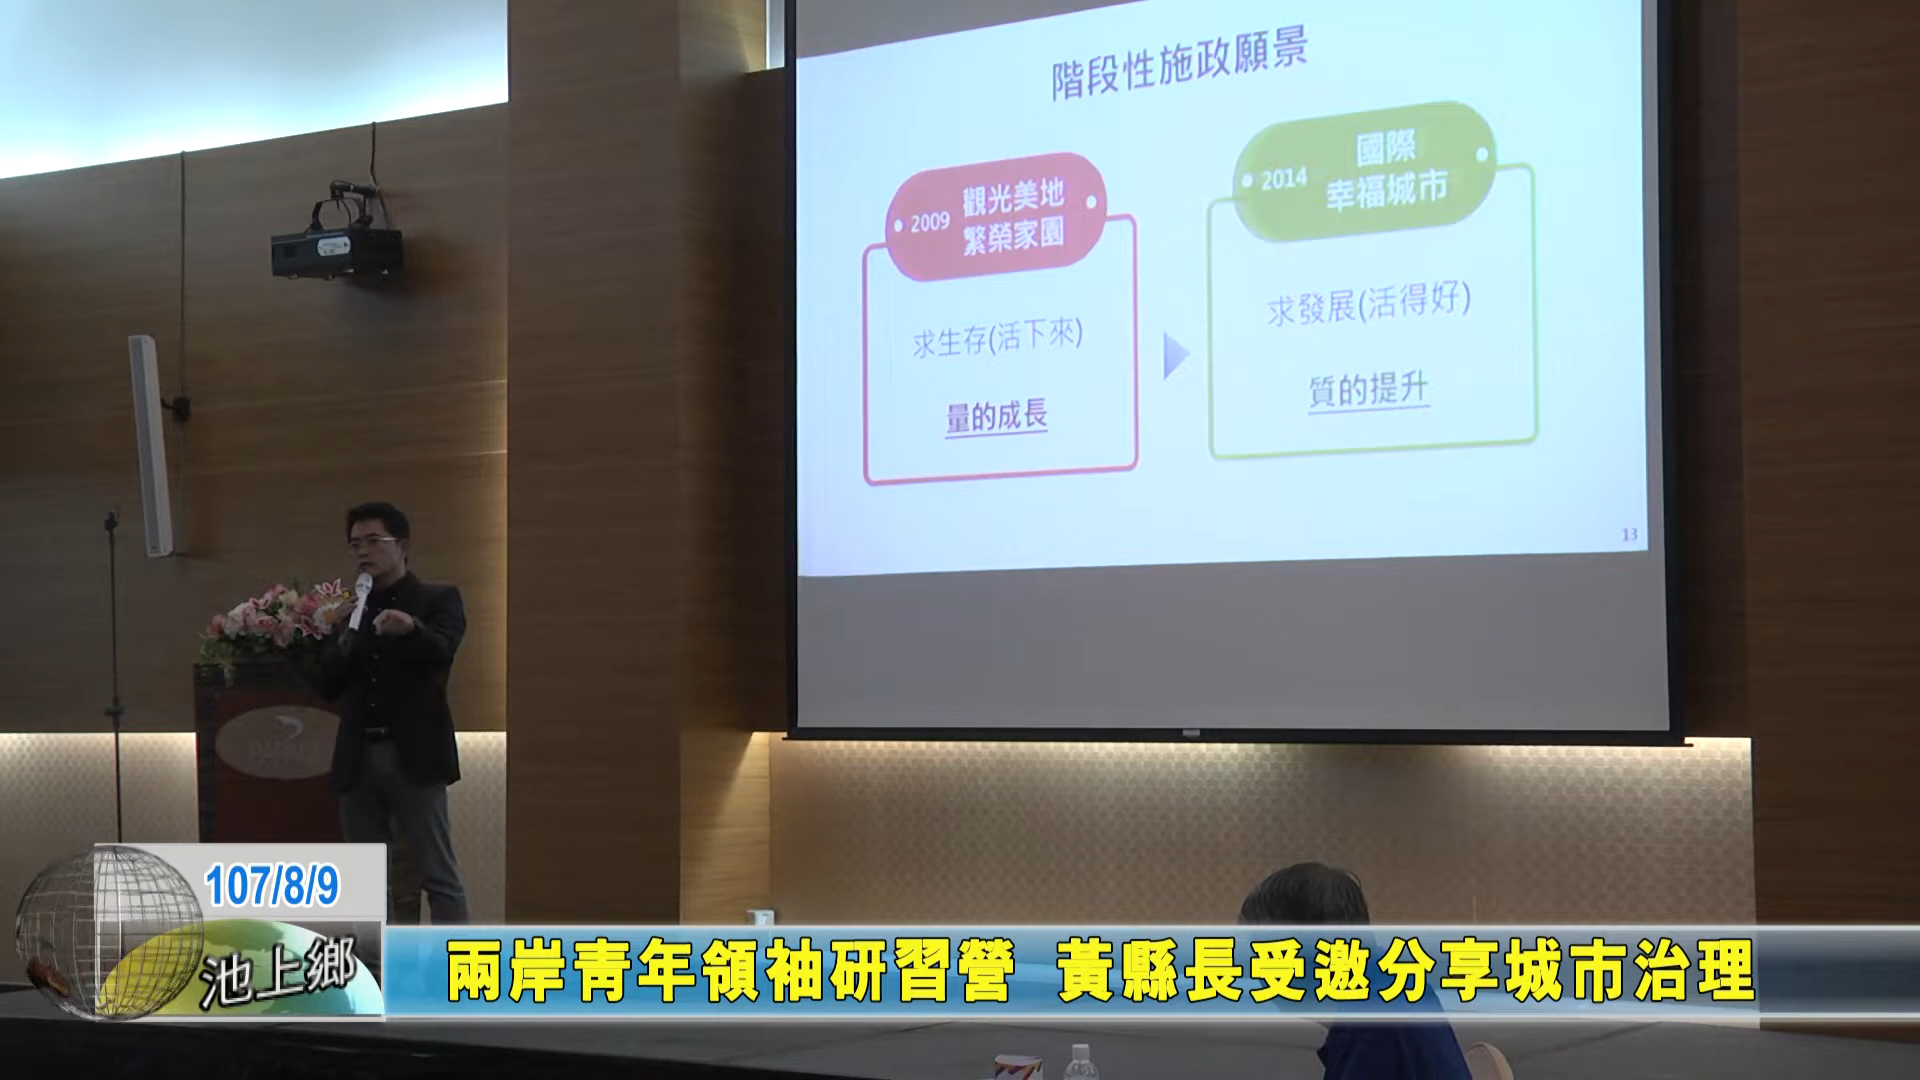 階段性施政願景
2009
觀光美地
繁榮家園
求生存(活下來)
量的成長
2014
國際
幸福城市
求發展(活得好)
質的提升
13
107/8/9
池上鄉
兩岸青年領袖研習營 黃縣長受邀分享城市治理